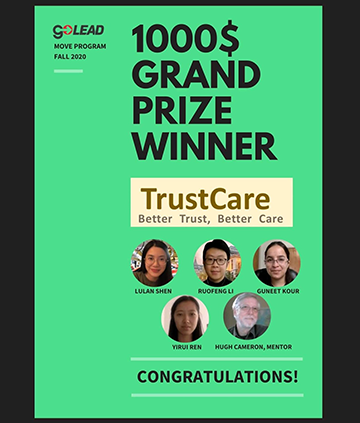 GOLEAD
MOVE PROGRAM
FALL 2020
1000$
GRAND
PRIZE
WINNER
TrustCare
Better Trust, Better Care
LULAN SHEN
RUOFENG LI
GUNEET KOUR
YIRUI REN
HUGH CAMERON, MENTOR
CONGRATULATIONS!